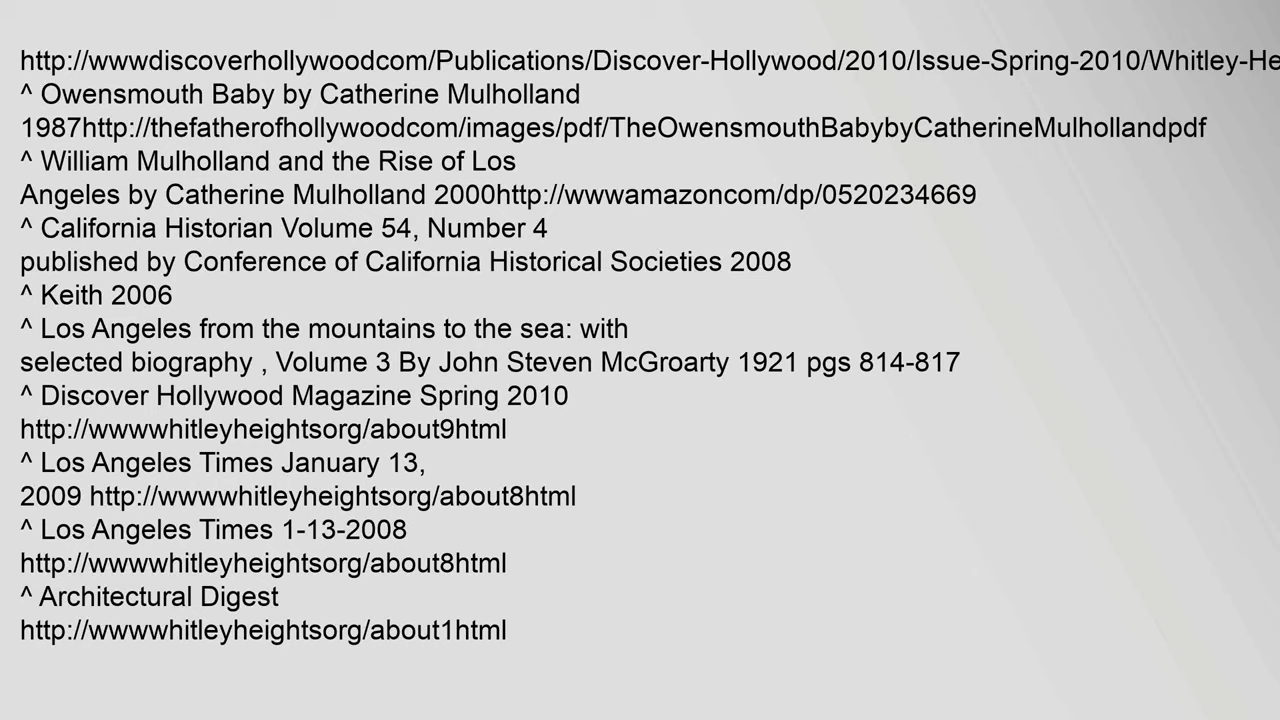 http://wwwdiscoverhollywoodcom/Publications/Discover-Hollywood/2010/Issue-Spring-2010/Whitley-He
^ Owensmouth Baby by Catherine Mulholland
1987http://thefatherofhollywoodcom/images/pdf/TheOwensmouthBabybyCatherineMulhollandpdf
^ William Mulholland and the Rise of Los
Angeles by Catherine Mulholland 2000http://wwwamazoncom/dp/0520234669
^ California Historian Volume 54, Number 4
published by Conference of California Historical Societies 2008
^ Keith 2006
^ Los Angeles from the mountains to the sea: with
selected biography , Volume 3 By John Steven McGroarty 1921 pgs 814-817
^ Discover Hollywood Magazine Spring 2010
http://wwwwhitleyheightsorg/about9html
^ Los Angeles Times January 13,
2009 http://wwwwhitleyheightsorg/about8html
^ Los Angeles Times 1-13-2008
http://wwwwhitleyheightsorg/about8html
^ Architectural Digest
http://wwwwhitleyheightsorg/about1html